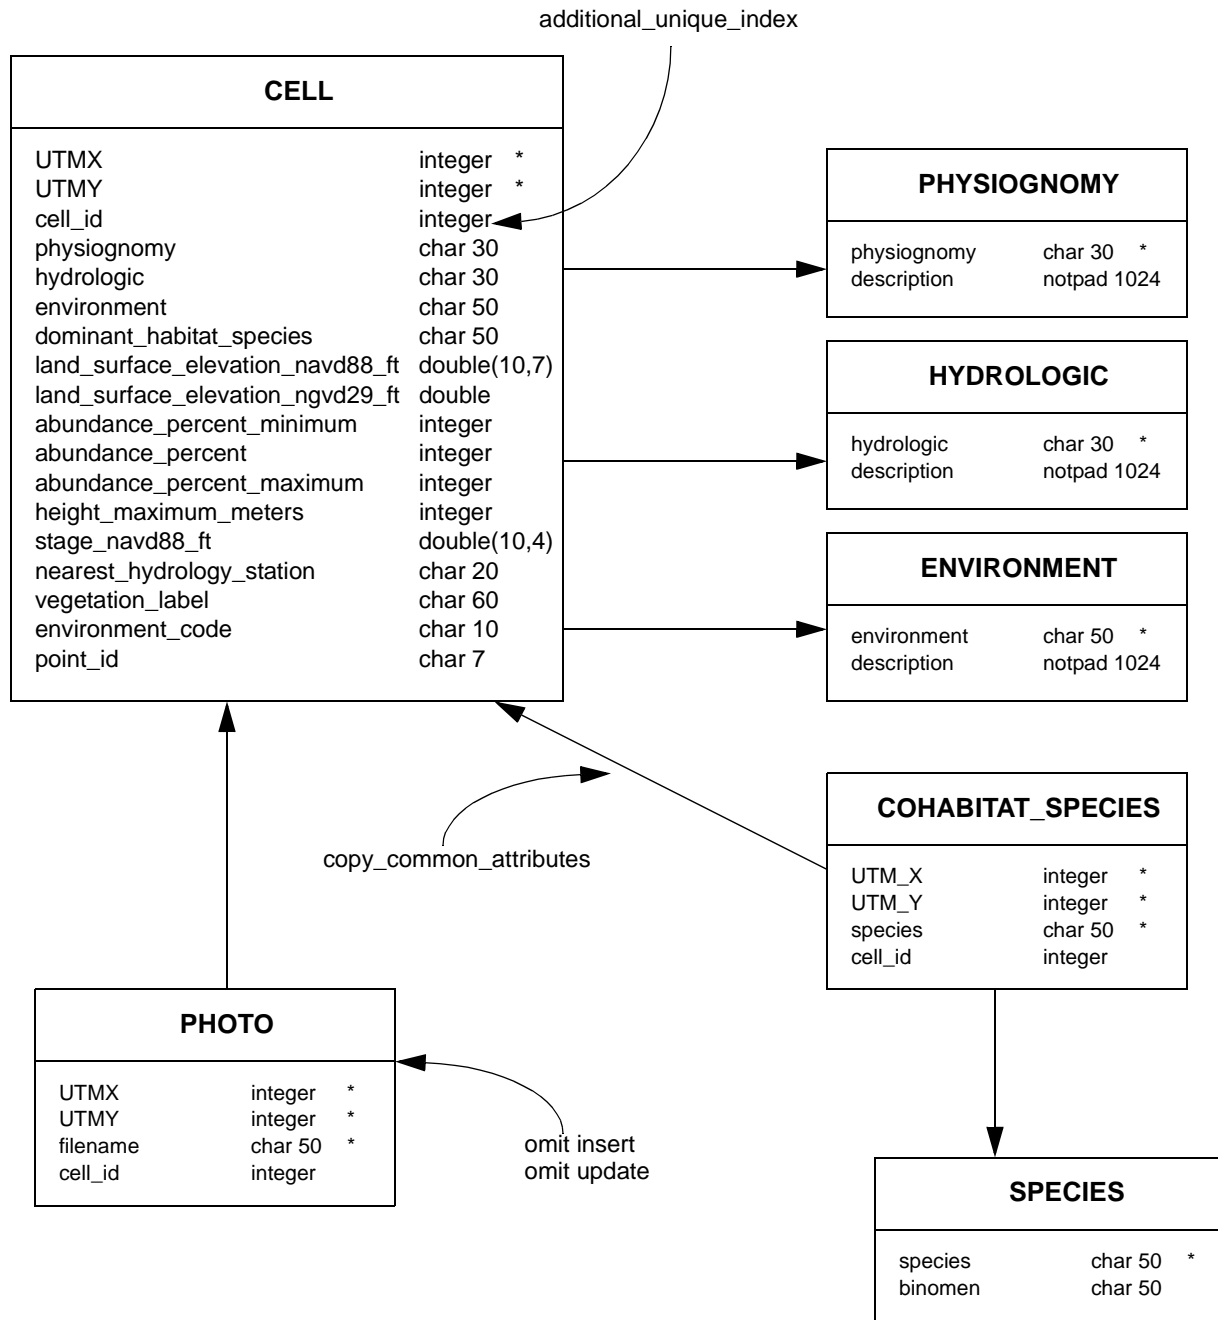 additional_unique_index
CELL
UTMX integer *
UTMY integer *
cell_id integer
physiognomy char 30
hydrologic char 30
environment char 50
dominant_habitat_species char 50
land_surface_elevation_navd88_ft double(10,7)
land_surface_elevation_ngvd29_ft double
abundance_percent_minimum integer
abundance_percent integer
abundance_percent_maximum integer
height_maximum_meters integer
stage_navd88_ft double(10,4)
nearest_hydrology_station char 20
vegetation_label char 60
environment_code char 10
point_id char 7
PHYSIOGNOMY
physiognomy char 30 *
description notpad 1024
HYDROLOGIC
hydrologic char 30 *
description notpad 1024
ENVIRONMENT
environment char 50 *
description notpad 1024
copy_common_attributes
COHABITAT_SPECIES
UTM_X integer *
UTM_Y integer *
species char 50 *
cell_id integer
PHOTO
UTMX integer *
UTMY integer *
filename char 50 *
cell_id integer
omit insert
omit update
SPECIES
species char 50 *
binomen char 50